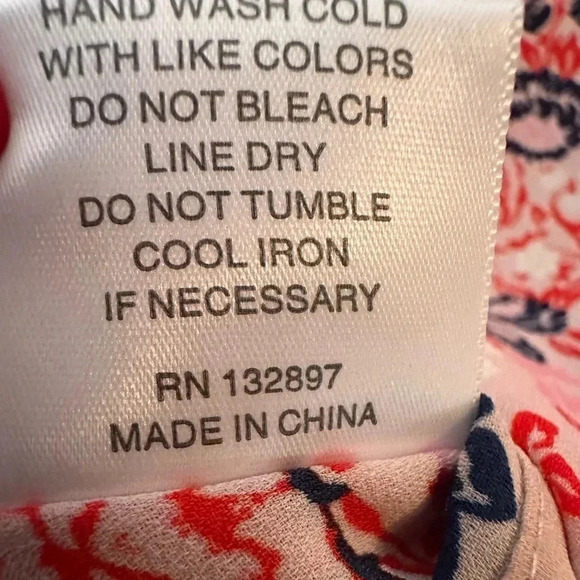 HAND WASH COLD
WITH LIKE COLORS
DO NOT BLEACH
LINE DRY
DO NOT TUMBLE
COOL IRON
IF NECESSARY
RN 132897
MADE IN CHINA